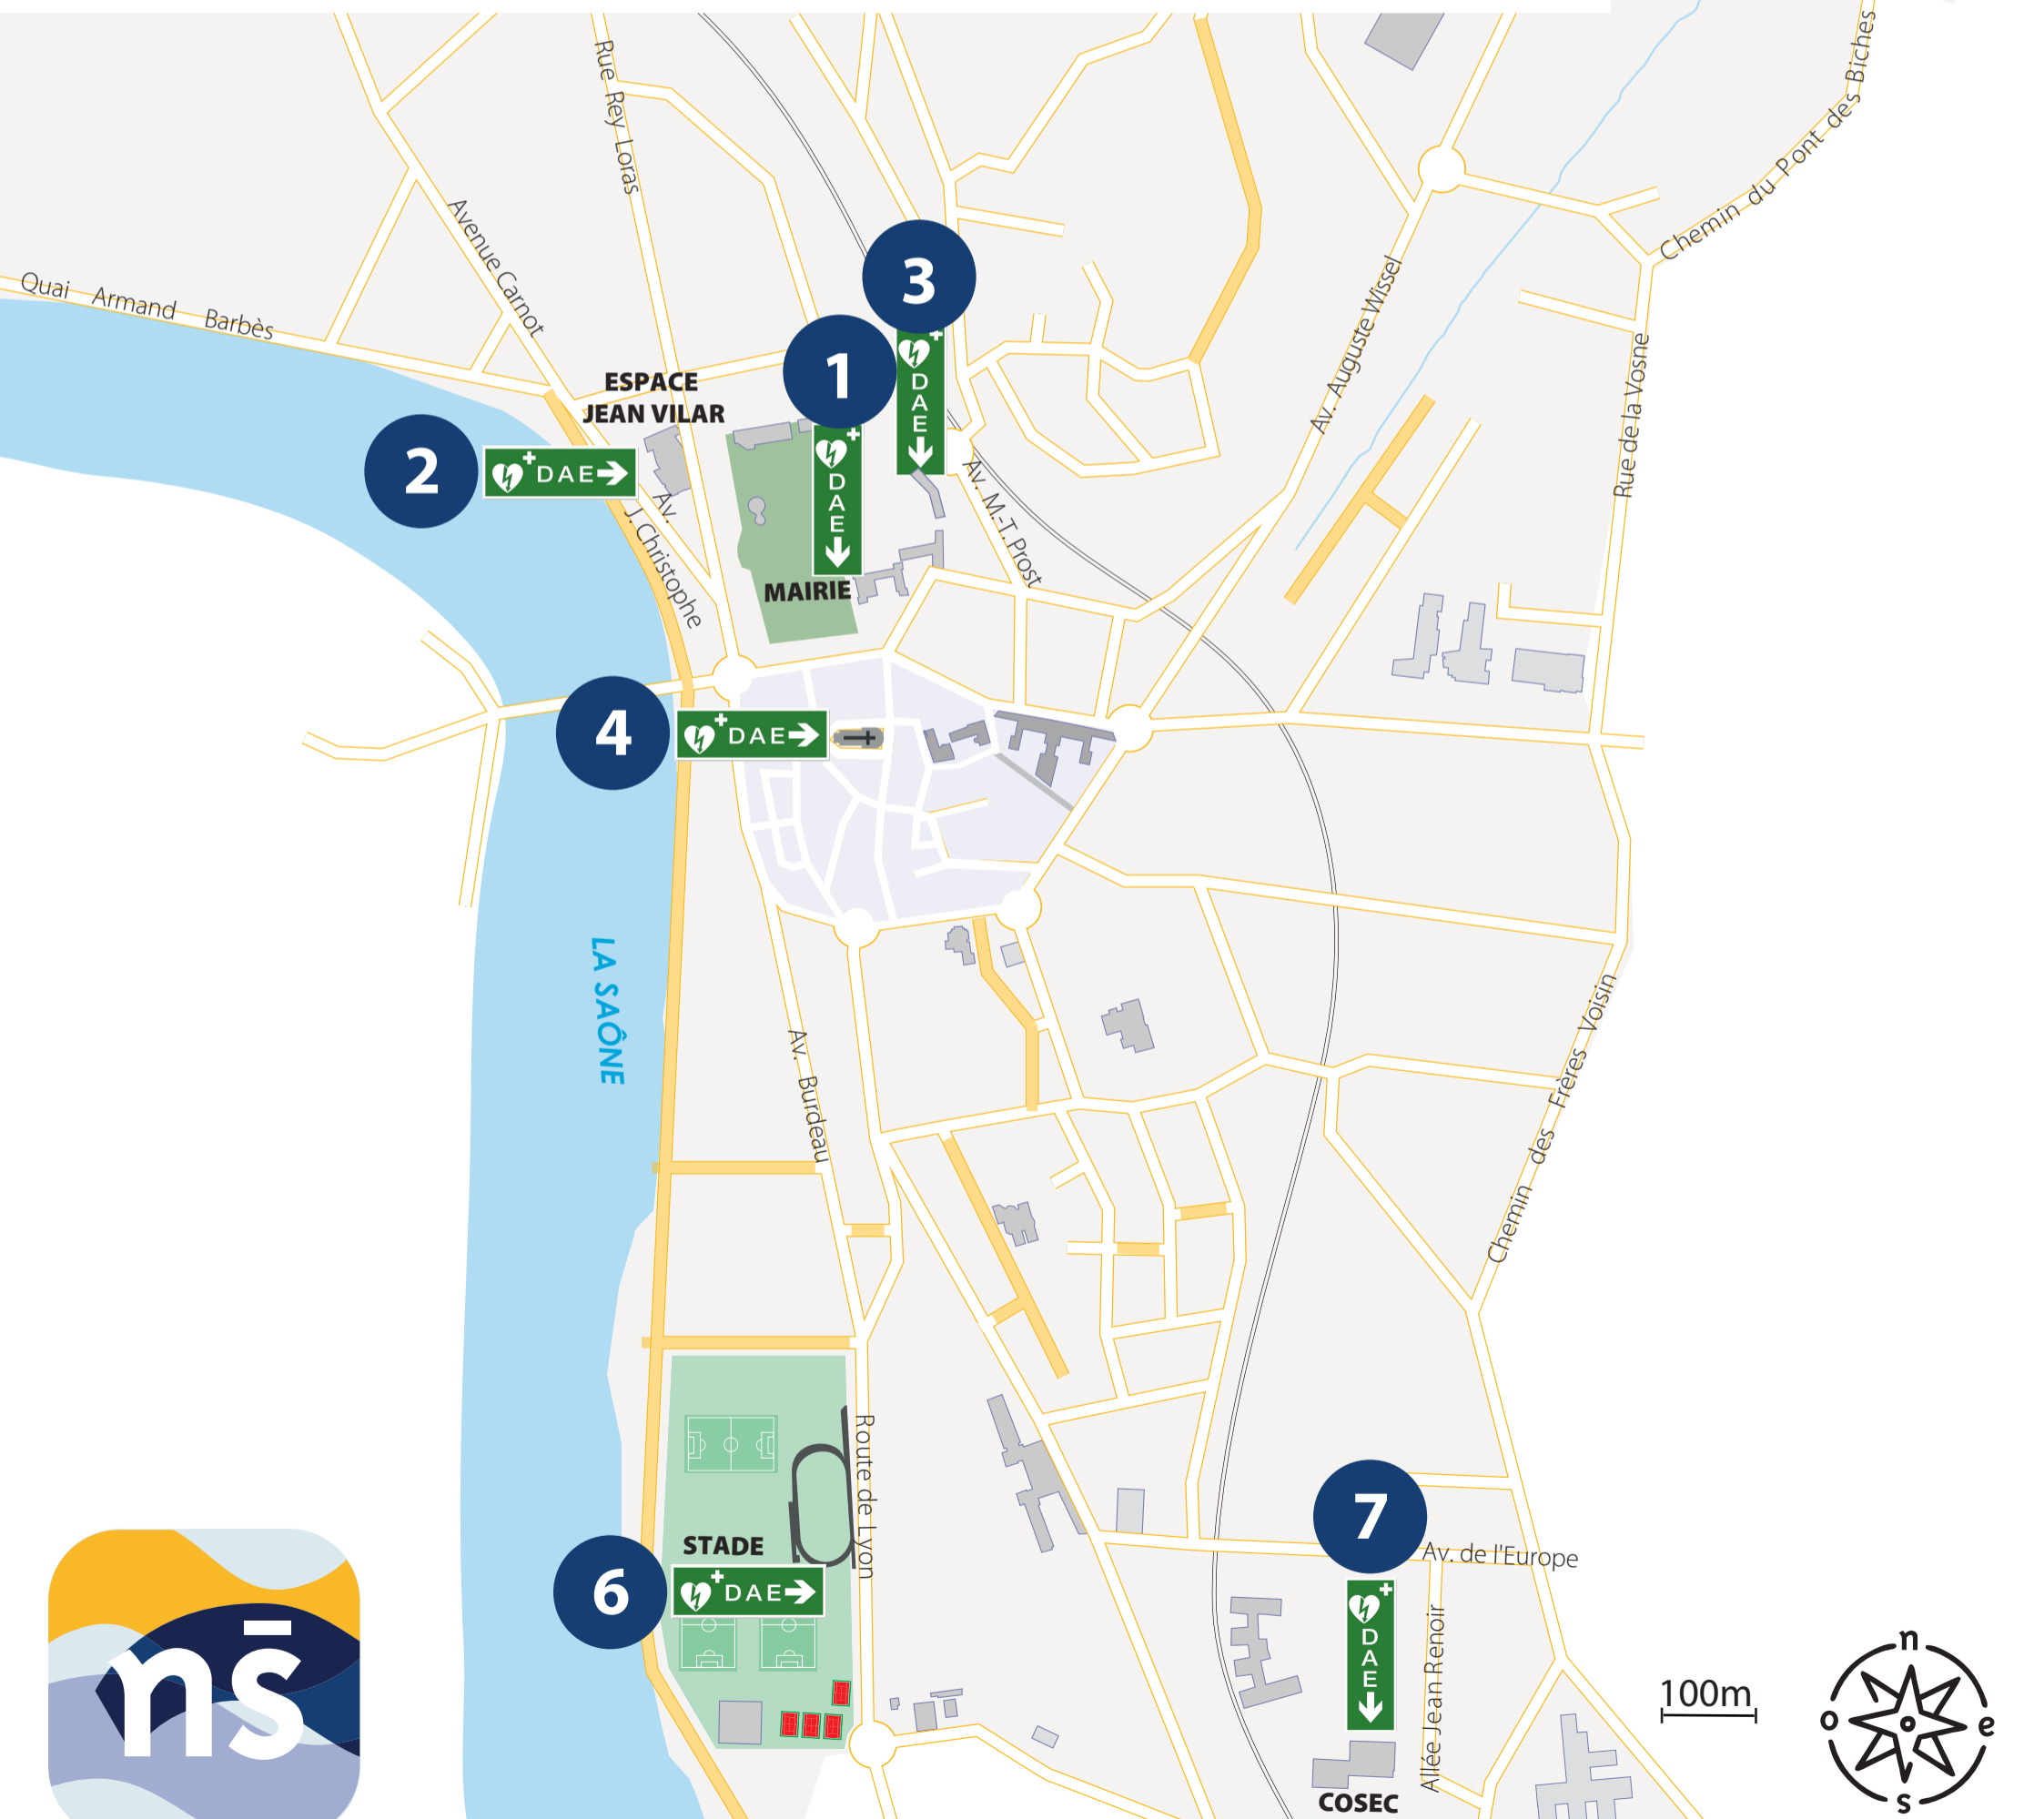 Rue Rey Loras
Chemin du Pont des Biches
Avenue Carnot
Quai Armand Barbès
3
1
DAE
ESPACE
JEAN VILAR
Av. Auguste Wissel
Rue de la Vosne
2
DAE
DAE
Av.
J. Christophe
Av. M.-T. Prost
MAIRIE
4
DAE
LA SAÔNE
Av. Burdeau
Chemin des Frères Voisin
Route de Lyon
7
STADE
Av. de l'Europe
6
DAE
DAE
Allée Jean Renoir
ns̄
100m
n
o
e
s
COSEC